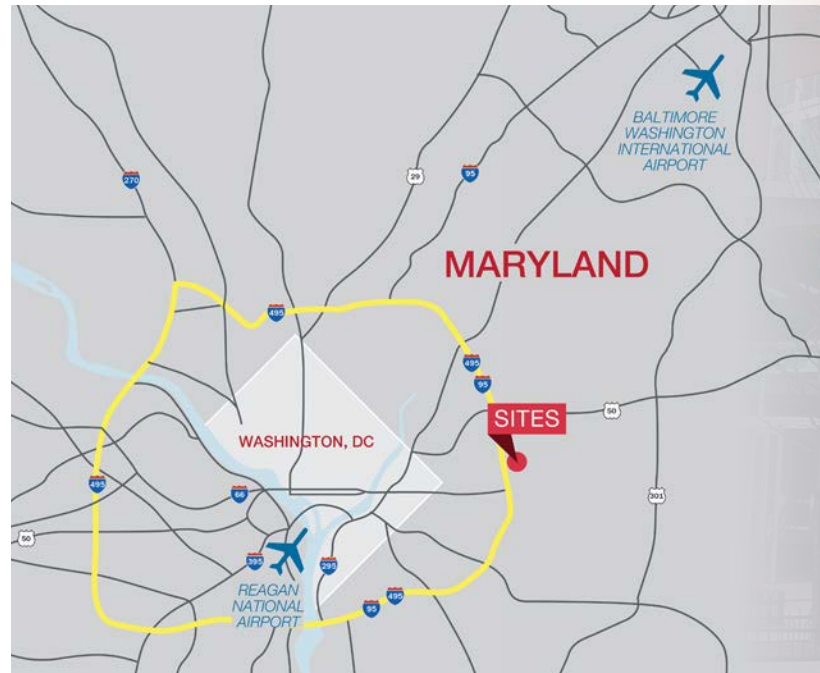 BALTIMORE
WASHINGTON
INTERNATIONAL
AIRPORT
270
29
95
MARYLAND
495
495
95
SITES
50
WASHINGTON, DC
495
66
301
50
395
295
REAGAN
NATIONAL
AIRPORT
495
95